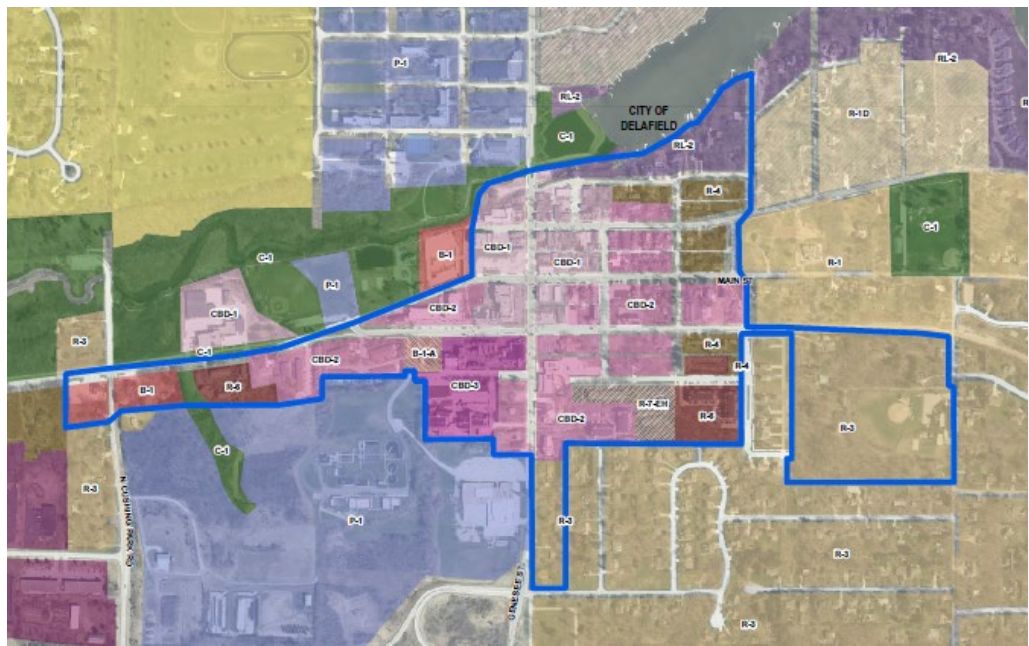 RL-2
P-1
RL-2
CITY OF
DELAFIELD
R-1D
C-1
RL-2
R-4
C-1
B-1
CBD-1
CBD-1
C-1
R-1
P-1
MAIN ST
CBD-1
CBD-2
CBD-2
R-3
C-1
CBD-2
B-1-A
R-4
R-4
B-1
R-6
CBD-3
R-7-EH
R-6
CBD-2
R-3
C-1
R-3
N CUSHING PARK RD
P-1
R-3
R-3
GENESEE ST
R-3